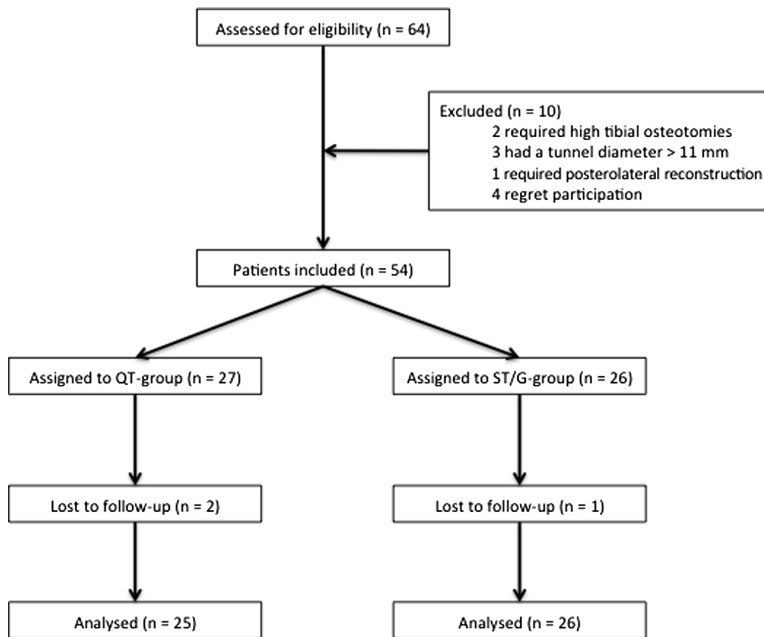 Assessed for eligibility (n = 64)
Excluded (n = 10)
2 required high tibial osteotomies
3 had a tunnel diameter > 11 mm
1 required posterolateral reconstruction
4 regret participation
Patients included (n = 54)
Assigned to QT-group (n = 27)
Assigned to ST/G-group (n = 26)
Lost to follow-up (n = 2)
Lost to follow-up (n = 1)
Analysed (n = 25)
Analysed (n = 26)